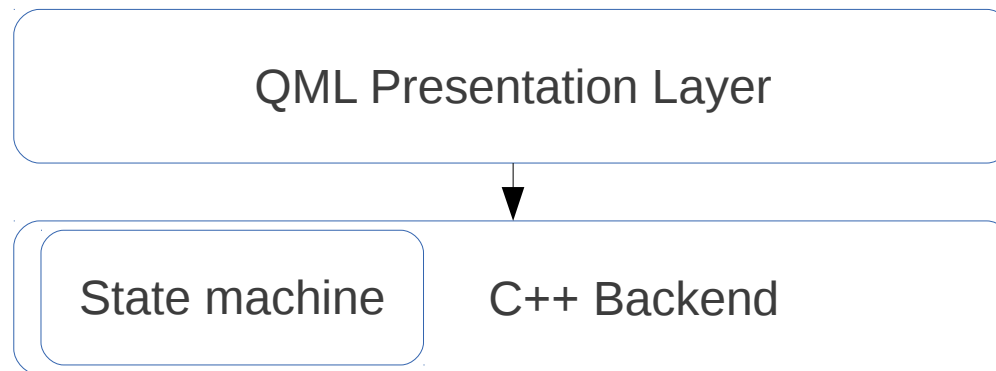 QML Presentation Layer
State machine
C++ Backend